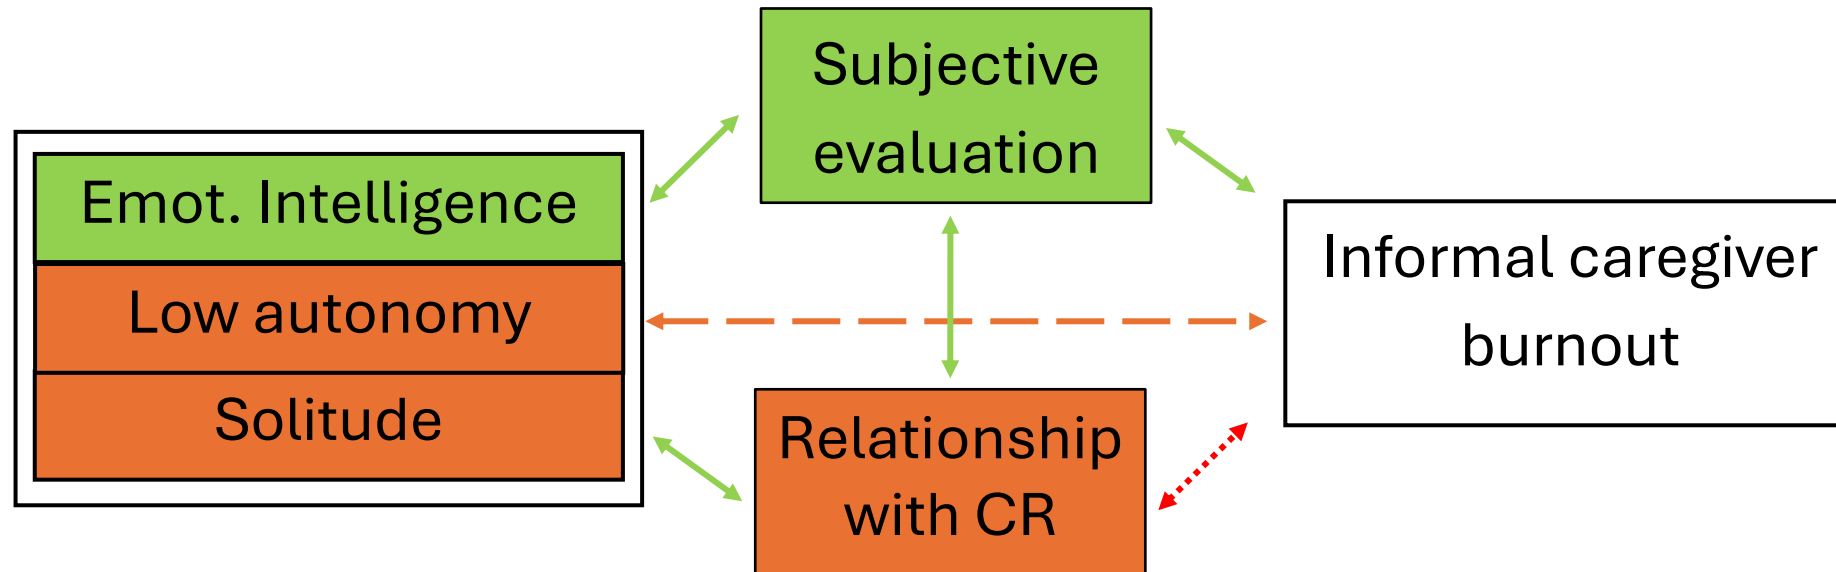 Subjective
evaluation
Emot. Intelligence
Low autonomy
Solitude
Informal caregiver
burnout
Relationship
with CR